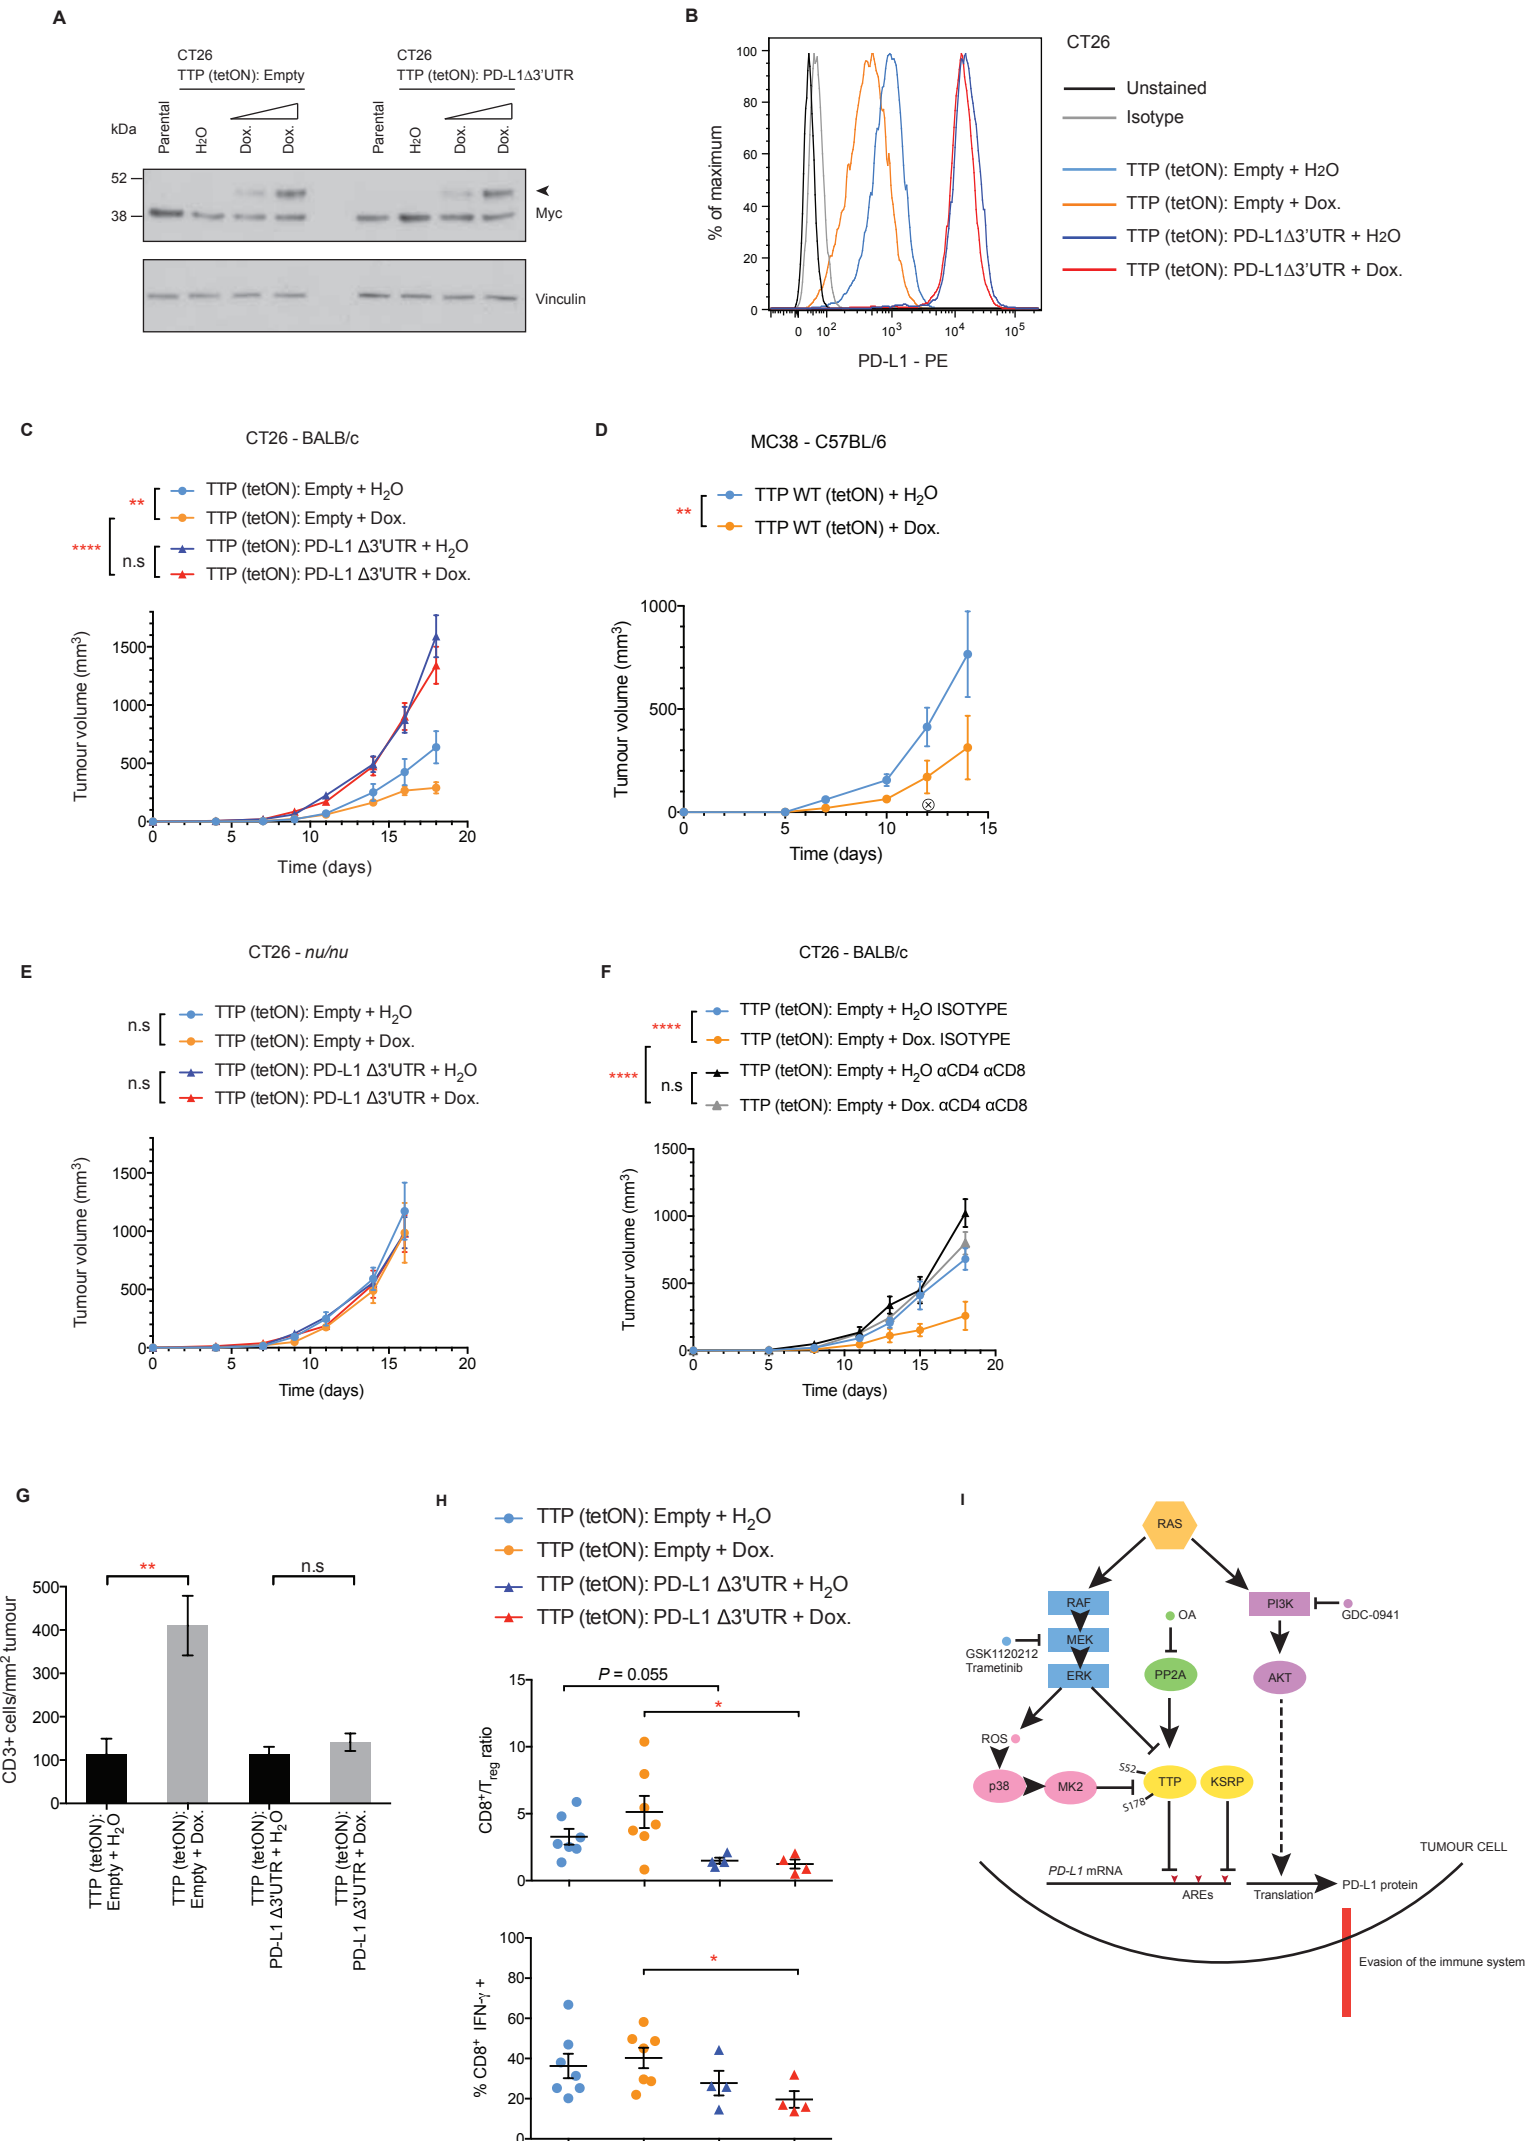 A
CT26
TTP (tetON): Empty
CT26
TTP (tetON): PD-L1Δ3'UTR
kDa
Parental
H2O
Dox.
Dox.
Parental
H2O
Dox.
Dox.
52
38
Myc
Vinculin
B
% of maximum
100
80
60
40
20
0
0
10²
10³
10⁴
10⁵
PD-L1 - PE
CT26
Unstained
Isotype
TTP (tetON): Empty + H2O
TTP (tetON): Empty + Dox.
TTP (tetON): PD-L1Δ3'UTR + H2O
TTP (tetON): PD-L1Δ3'UTR + Dox.
C
CT26 - BALB/c
TTP (tetON): Empty + H₂O
TTP (tetON): Empty + Dox.
TTP (tetON): PD-L1 Δ3'UTR + H₂O
TTP (tetON): PD-L1 Δ3'UTR + Dox.
**
****
n.s
Tumour volume (mm³)
1500
1000
500
0
0
5
10
15
20
Time (days)
D
MC38 - C57BL/6
TTP WT (tetON) + H₂O
TTP WT (tetON) + Dox.
**
Tumour volume (mm³)
1000
500
0
0
5
10
15
Time (days)
E
CT26 - nu/nu
TTP (tetON): Empty + H₂O
TTP (tetON): Empty + Dox.
TTP (tetON): PD-L1 Δ3'UTR + H₂O
TTP (tetON): PD-L1 Δ3'UTR + Dox.
n.s
n.s
Tumour volume (mm³)
1500
1000
500
0
0
5
10
15
20
Time (days)
F
CT26 - BALB/c
TTP (tetON): Empty + H₂O ISOTYPE
TTP (tetON): Empty + Dox. ISOTYPE
TTP (tetON): Empty + H₂O αCD4 αCD8
TTP (tetON): Empty + Dox. αCD4 αCD8
****
****
n.s
Tumour volume (mm³)
1500
1000
500
0
0
5
10
15
20
Time (days)
G
**
n.s
CD3+ cells/mm² tumour
500
400
300
200
100
0
TTP (tetON):
Empty + H₂O
TTP (tetON):
Empty + Dox.
TTP (tetON):
PD-L1 Δ3'UTR + H₂O
TTP (tetON):
PD-L1 Δ3'UTR + Dox.
H
TTP (tetON): Empty + H₂O
TTP (tetON): Empty + Dox.
TTP (tetON): PD-L1 Δ3'UTR + H₂O
TTP (tetON): PD-L1 Δ3'UTR + Dox.
P = 0.055
*
CD8⁺/Treg ratio
15
10
5
0
*
% CD8⁺ IFN-γ +
100
80
60
40
20
0
I
RAS
RAF
MEK
ERK
GSK1120212
Trametinib
OA
PP2A
PI3K
GDC-0941
AKT
ROS
p38
MK2
S52
S178
TTP
KSRP
PD-L1 mRNA
AREs
Translation
PD-L1 protein
TUMOUR CELL
Evasion of the immune system